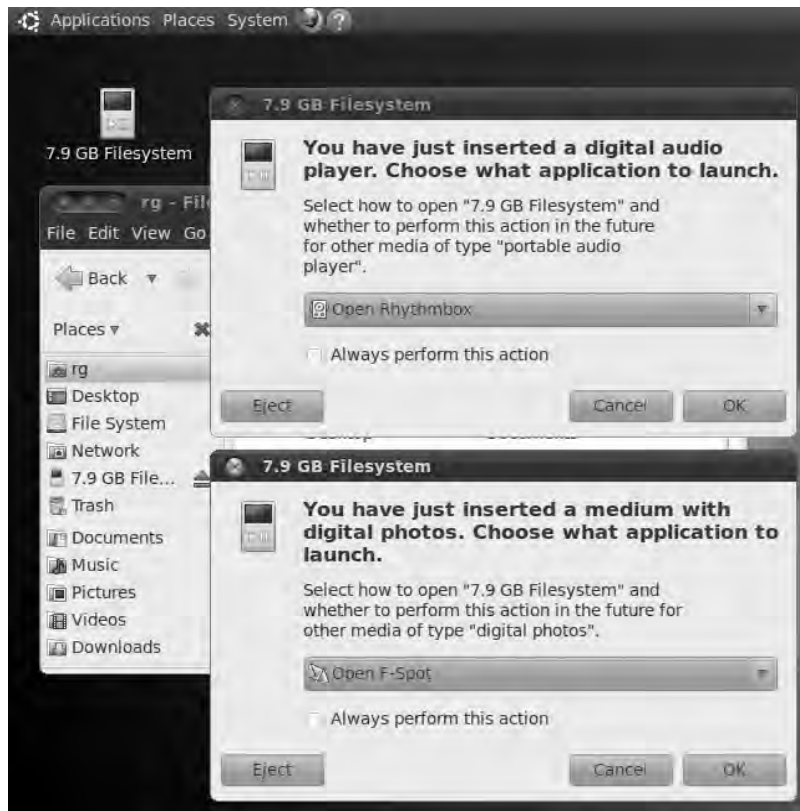 Applications Places System
7.9 GB Filesystem
7.9 GB Filesystem
You have just inserted a digital audio
player. Choose what application to launch.
Select how to open "7.9 GB Filesystem" and
whether to perform this action in the future
for other media of type "portable audio
player".
Open Rhythmbox
Always perform this action
Eject
Cancel
OK
rg - File
File Edit View Go
Back
Places
rg
Desktop
File System
Network
7.9 GB File...
Trash
Documents
Music
Pictures
Videos
Downloads
7.9 GB Filesystem
You have just inserted a medium with
digital photos. Choose what application to
launch.
Select how to open "7.9 GB Filesystem" and
whether to perform this action in the future for
other media of type "digital photos".
Open F-Spot
Always perform this action
Eject
Cancel
OK